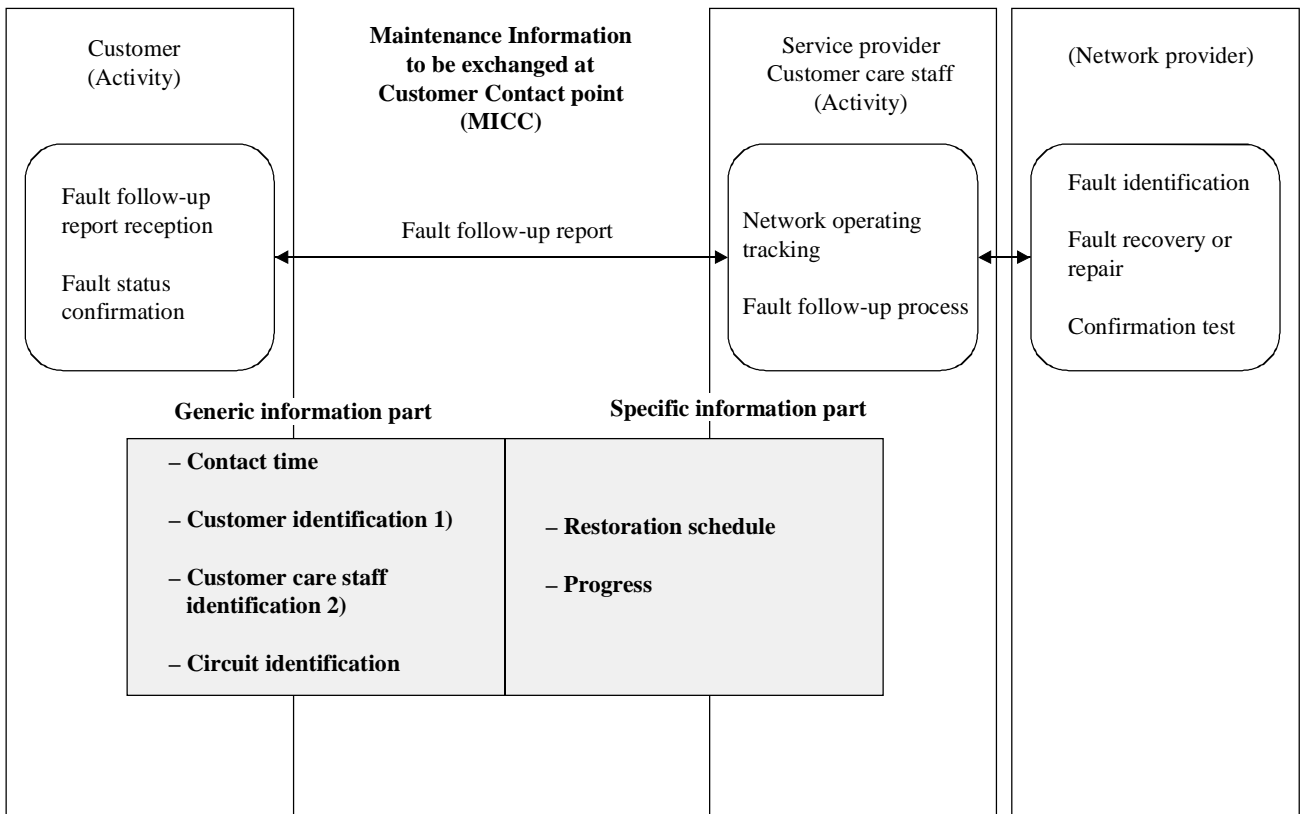 Customer
(Activity)
Maintenance Information
to be exchanged at
Customer Contact point
(MICC)
Service provider
Customer care staff
(Activity)
(Network provider)
Fault follow-up
report reception
Fault status
confirmation
Fault follow-up report
Network operating
tracking
Fault follow-up process
Fault identification
Fault recovery or
repair
Confirmation test
Generic information part
Specific information part
– Contact time
– Customer identification 1)
– Customer care staff
identification 2)
– Circuit identification
– Restoration schedule
– Progress